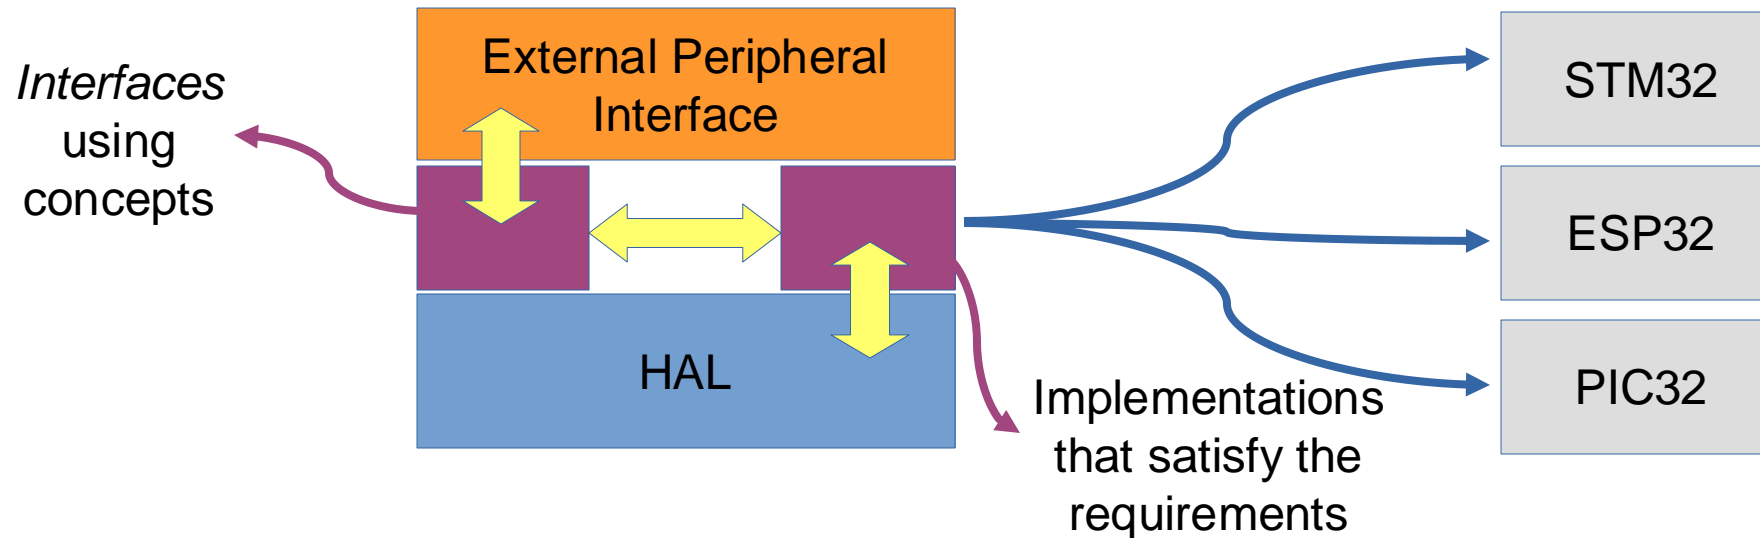 Interfaces
using
concepts
External Peripheral
Interface
HAL
Implementations
that satisfy the
requirements
STM32
ESP32
PIC32